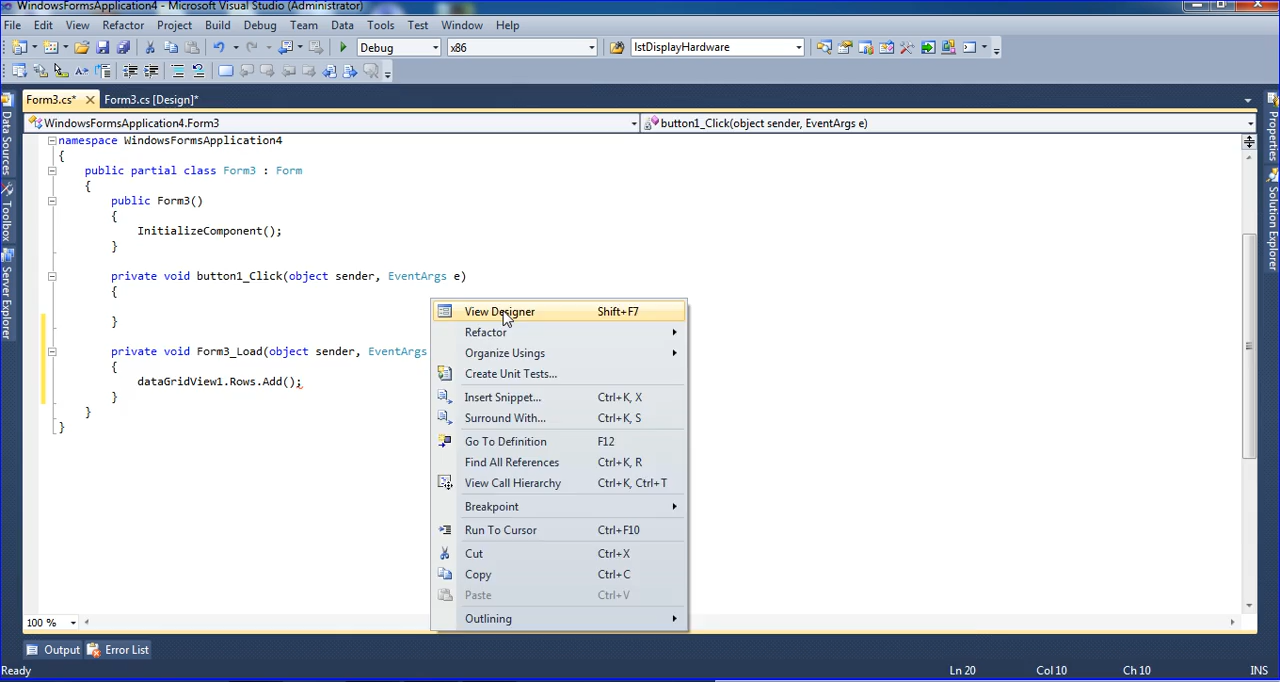 WindowsFormsApplication4 - Microsoft Visual Studio (Administrator)
File Edit View Refactor Project Build Debug Team Data Tools Test Window Help
Debug x86 lstDisplayHardware
Form3.cs* Form3.cs [Design]*
WindowsFormsApplication4.Form3 button1_Click(object sender, EventArgs e)
Data Sources
Toolbox
Server Explorer
Properties
Solution Explorer
namespace WindowsFormsApplication4
{
public partial class Form3 : Form
{
public Form3()
{
InitializeComponent();
}
private void button1_Click(object sender, EventArgs e)
{
}
private void Form3_Load(object sender, EventArgs
{
dataGridView1.Rows.Add();
}
}
}
View Designer Shift+F7
Refactor
Organize Usings
Create Unit Tests...
Insert Snippet... Ctrl+K, X
Surround With... Ctrl+K, S
Go To Definition F12
Find All References Ctrl+K, R
View Call Hierarchy Ctrl+K, Ctrl+T
Breakpoint
Run To Cursor Ctrl+F10
Cut Ctrl+X
Copy Ctrl+C
Paste Ctrl+V
Outlining
100 %
Output Error List
Ready Ln 20 Col 10 Ch 10 INS